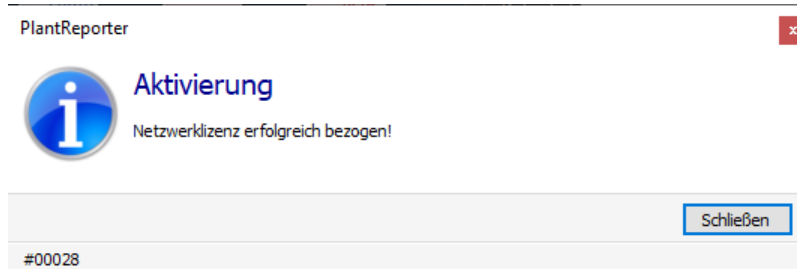 PlantReporter
x
Aktivierung
Netzwerklizenz erfolgreich bezogen!
Schließen
#00028